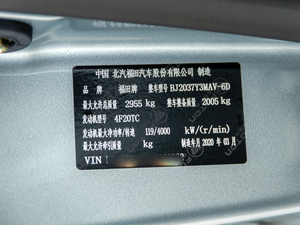 中国 北汽福田汽车股份有限公司 制造
品牌 福田牌 整车型号 BJ2037Y3MAV-6D
最大允许总质量 2955 kg 整车整备质量 2005 kg
发动机型号 4F20TC
发动机最大净功率/转速 119/4000 kW/(r/min)
最大允许牵引质量 kg 制造年月 2020 年 03 月
VIN